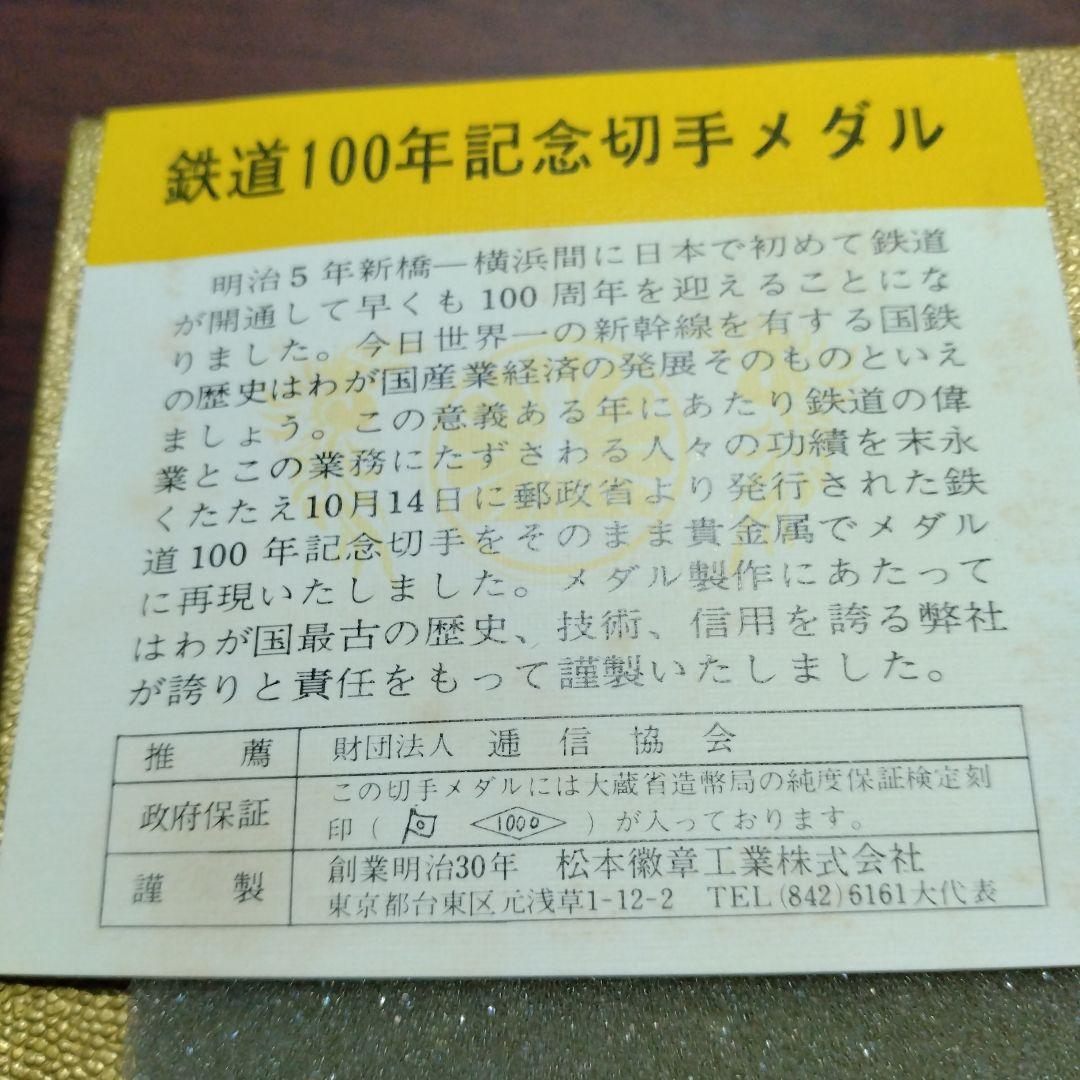 鉄道100年記念切手メダル
明治5年新橋―横浜間に日本で初めて鉄道
が開通して早くも100周年を迎えることにな
りました。今日世界一の新幹線を有する国鉄
の歴史はわが国産業経済の発展そのものといえ
ましょう。この意義ある年にあたり鉄道の偉
業とこの業務にたずさわる人々の功績を末永
くたたえ10月14日に郵政省より発行された鉄
道100年記念切手をそのまま貴金属でメダル
に再現いたしました。メダル製作にあたって
はわが国最古の歴史、技術、信用を誇る弊社
が誇りと責任をもって謹製いたしました。
推薦 財団法人 逓信協会
政府保証 この切手メダルには大蔵省造幣局の純度保証検定刻
印( 1000 )が入っております。
謹製 創業明治30年 松本徽章工業株式会社
東京都台東区元浅草1-12-2 TEL(842)6161大代表